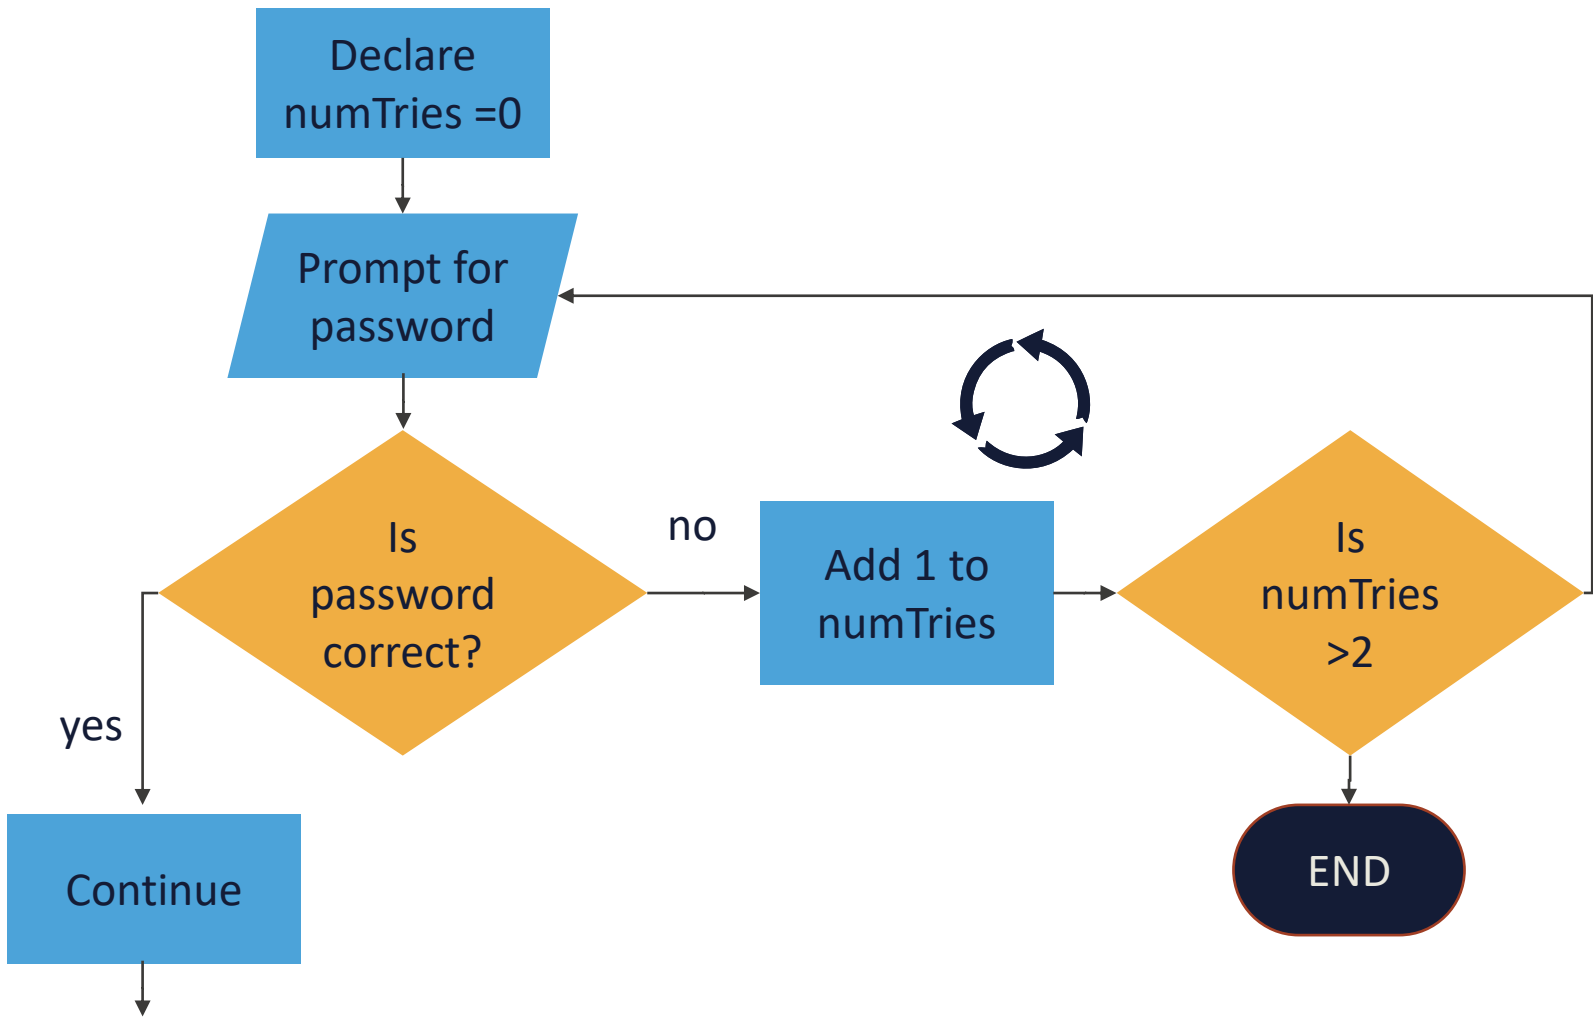 Declare
numTries =0
Prompt for
password
Is
password
correct?
no
Add 1 to
numTries
Is
numTries
>2
yes
Continue
END